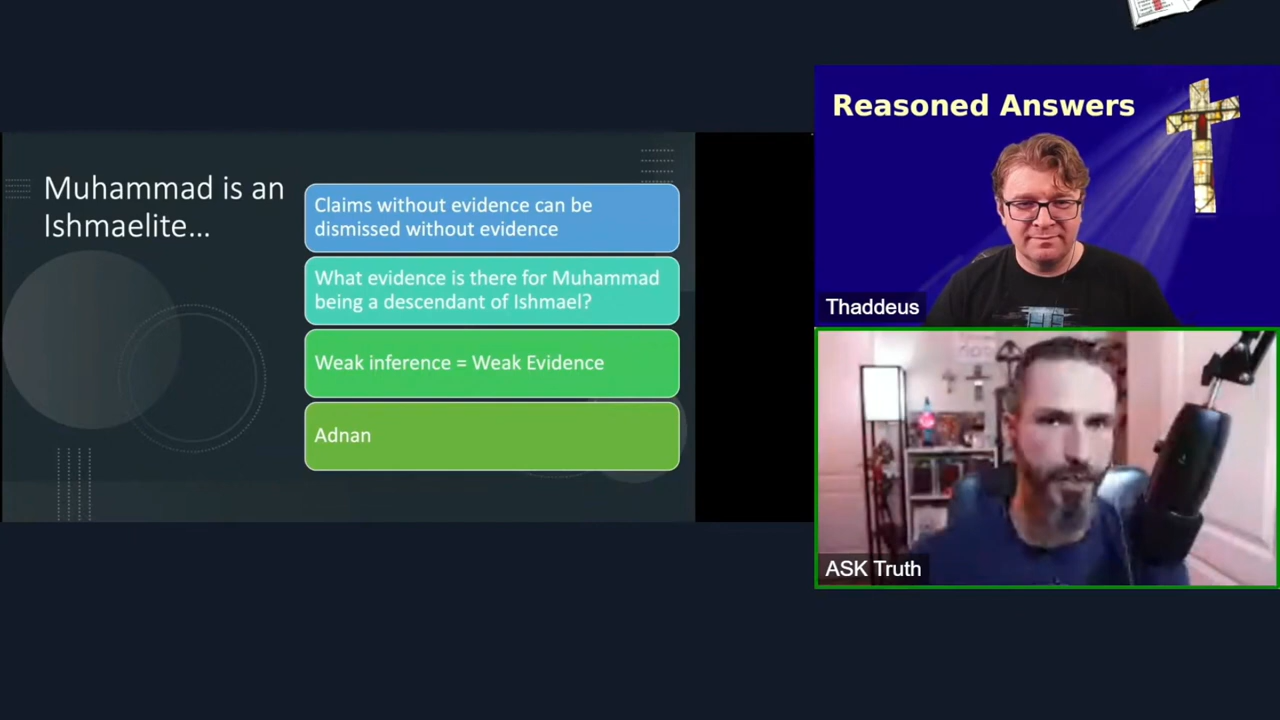 Muhammad is an
Ishmaelite...
Claims without evidence can be
dismissed without evidence
What evidence is there for Muhammad
being a descendant of Ishmael?
Weak inference = Weak Evidence
Adnan
Reasoned Answers
Thaddeus
ASK Truth